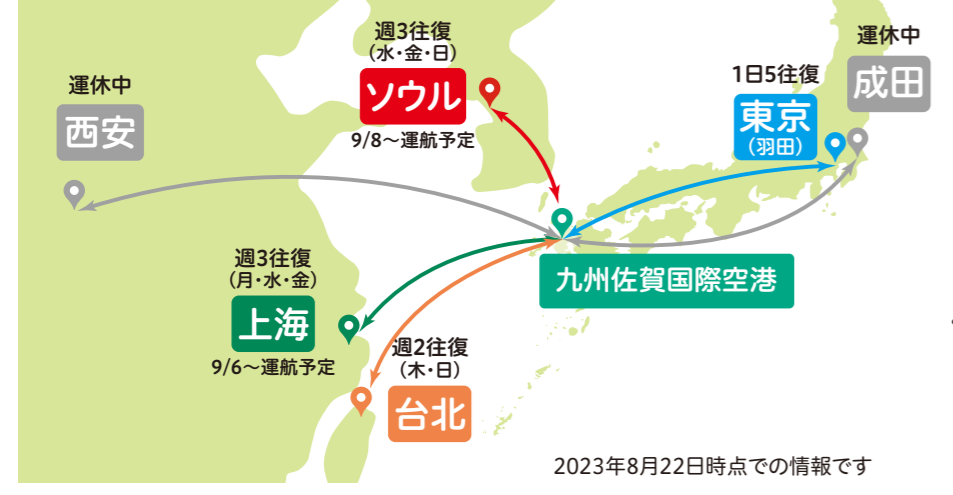 運休中
西安
週3往復
(水・金・日)
ソウル
9/8～運航予定
1日5往復
東京
(羽田)
運休中
成田
九州佐賀国際空港
週3往復
(月・水・金)
上海
9/6～運航予定
週2往復
(木・日)
台北
2023年8月22日時点での情報です